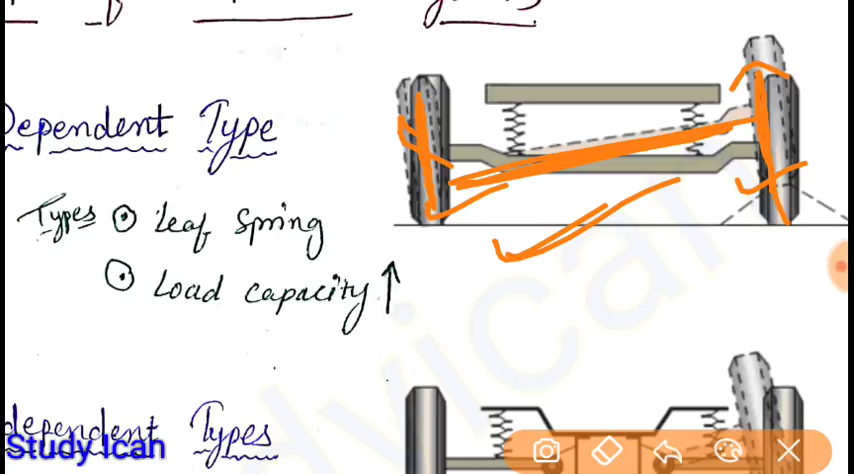 Dependent Type
Types ⊙ Leaf Spring
⊙ Load capacity ↑
dependent Types
Study Ican